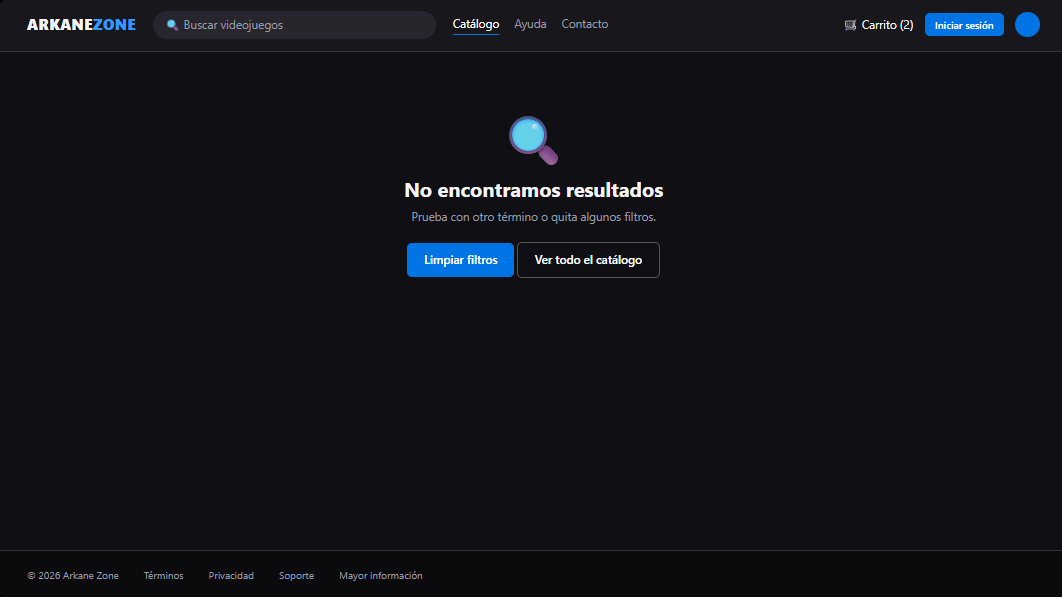 ARKANEZONE Buscar videojuegos Catálogo Ayuda Contacto Carrito (2) Iniciar sesión
No encontramos resultados
Prueba con otro término o quita algunos filtros.
Limpiar filtros Ver todo el catálogo
© 2026 Arkane Zone Términos Privacidad Soporte Mayor información